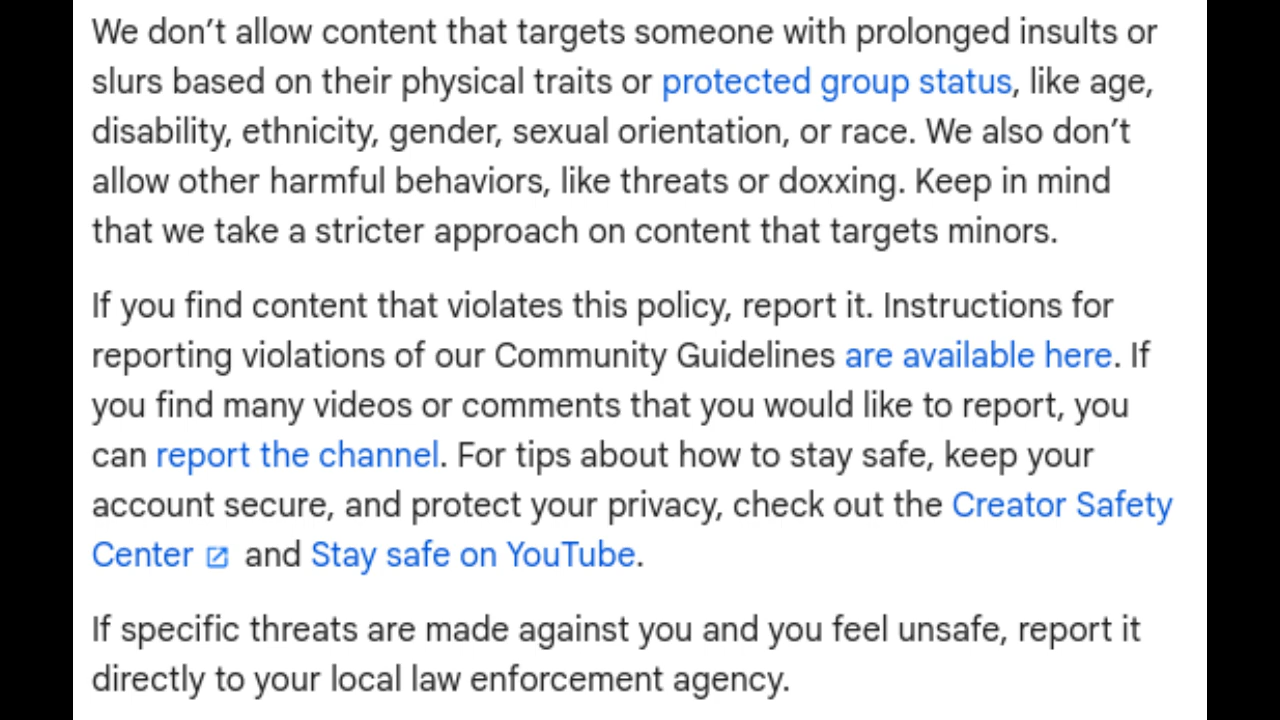 We don’t allow content that targets someone with prolonged insults or
slurs based on their physical traits or protected group status, like age,
disability, ethnicity, gender, sexual orientation, or race. We also don’t
allow other harmful behaviors, like threats or doxxing. Keep in mind
that we take a stricter approach on content that targets minors.
If you find content that violates this policy, report it. Instructions for
reporting violations of our Community Guidelines are available here. If
you find many videos or comments that you would like to report, you
can report the channel. For tips about how to stay safe, keep your
account secure, and protect your privacy, check out the Creator Safety
Center and Stay safe on YouTube.
If specific threats are made against you and you feel unsafe, report it
directly to your local law enforcement agency.